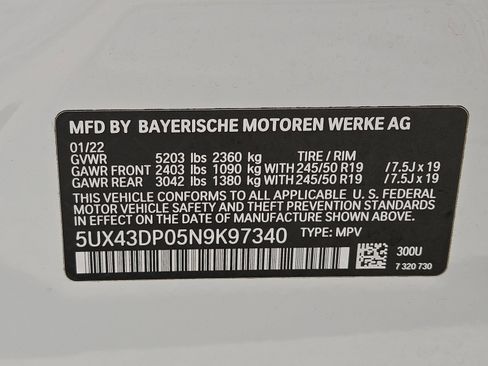 MFD BY BAYERISCHE MOTOREN WERKE AG
01/22 TIRE / RIM
GVWR 5203 lbs 2360 kg
GAWR FRONT 2403 lbs 1090 kg WITH 245/50 R19 / 7.5J x 19
GAWR REAR 3042 lbs 1380 kg WITH 245/50 R19 / 7.5J x 19
THIS VEHICLE CONFORMS TO ALL APPLICABLE U. S. FEDERAL
MOTOR VEHICLE SAFETY, BUMPER, AND THEFT PREVENTION STANDARDS
IN EFFECT ON THE DATE OF MANUFACTURE SHOWN ABOVE.
5UX43DP05N9K97340 TYPE: MPV
300U
7 320 730